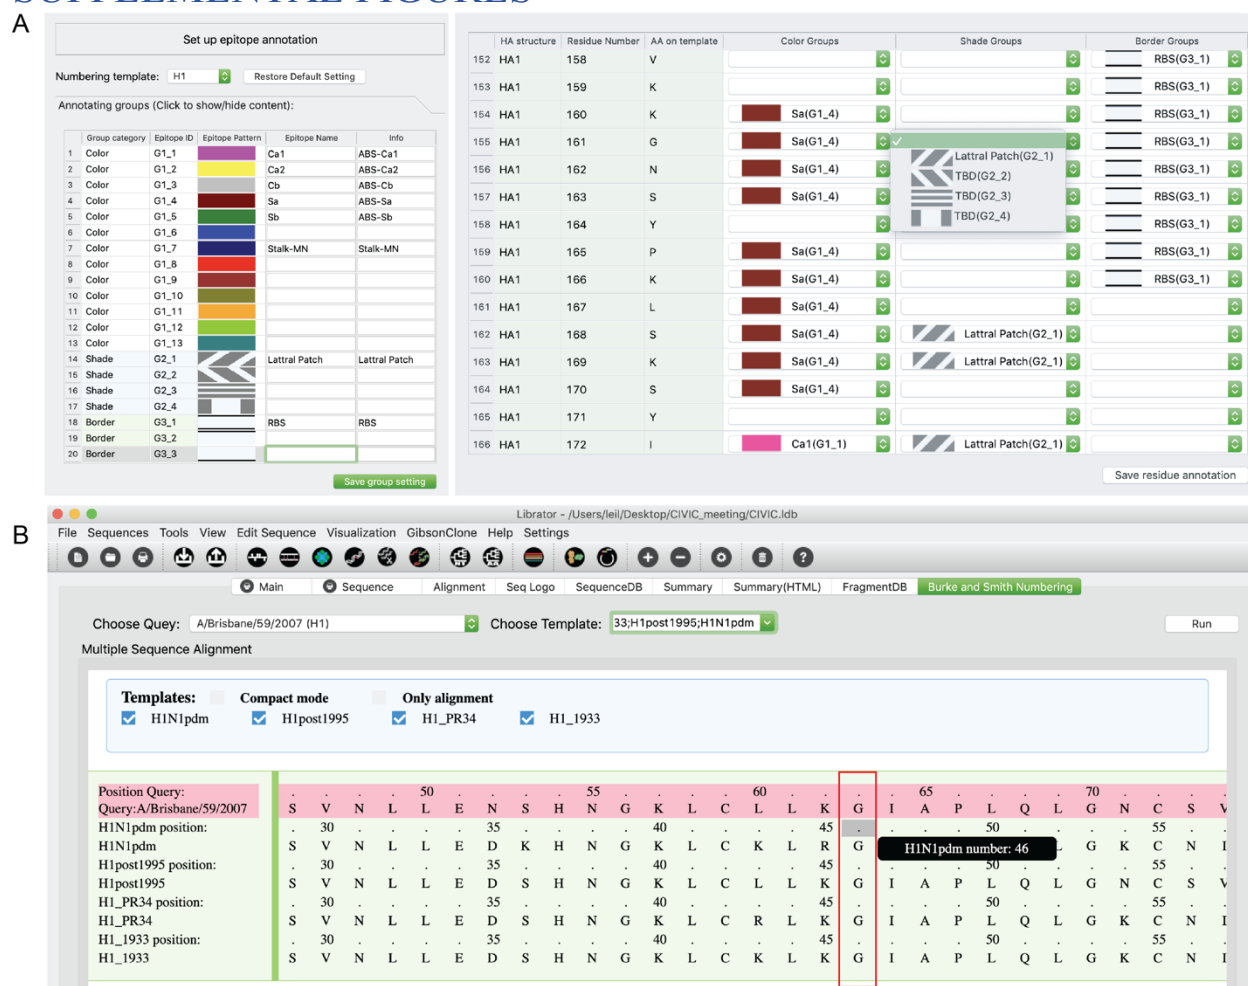 SUPPLEMENTAL FIGURES
A
Set up epitope annotation
Numbering template: H1 Restore Default Setting
Annotating groups (Click to show/hide content):
Group category Epitope ID Epitope Pattern Epitope Name Info
1 Color G1_1 Ca1 ABS-Ca1
2 Color G1_2 Ca2 ABS-Ca2
3 Color G1_3 Cb ABS-Cb
4 Color G1_4 Sa ABS-Sa
5 Color G1_5 Sb ABS-Sb
6 Color G1_6
7 Color G1_7 Stalk-MN Stalk-MN
8 Color G1_8
9 Color G1_9
10 Color G1_10
11 Color G1_11
12 Color G1_12
13 Color G1_13
14 Shade G2_1 Lattral Patch Lattral Patch
15 Shade G2_2
16 Shade G2_3
17 Shade G2_4
18 Border G3_1 RBS RBS
19 Border G3_2
20 Border G3_3
Save group setting
HA structure Residue Number AA on template Color Groups Shade Groups Border Groups
152 HA1 158 V RBS(G3_1)
153 HA1 159 K RBS(G3_1)
154 HA1 160 K Sa(G1_4) RBS(G3_1)
155 HA1 161 G Sa(G1_4) RBS(G3_1)
156 HA1 162 N Sa(G1_4) RBS(G3_1)
157 HA1 163 S Sa(G1_4) RBS(G3_1)
158 HA1 164 Y RBS(G3_1)
159 HA1 165 P Sa(G1_4) RBS(G3_1)
160 HA1 166 K Sa(G1_4) RBS(G3_1)
161 HA1 167 L Sa(G1_4)
162 HA1 168 S Sa(G1_4) Lattral Patch(G2_1)
163 HA1 169 K Sa(G1_4) Lattral Patch(G2_1)
164 HA1 170 S Sa(G1_4)
165 HA1 171 Y
166 HA1 172 I Ca1(G1_1) Lattral Patch(G2_1)
Lattral Patch(G2_1)
TBD(G2_2)
TBD(G2_3)
TBD(G2_4)
Save residue annotation
B
Librator - /Users/leil/Desktop/CIVIC_meeting/CIVIC.ldb
File Sequences Tools View Edit Sequence Visualization GibsonClone Help Settings
Main Sequence Alignment Seq Logo SequenceDB Summary Summary(HTML) FragmentDB Burke and Smith Numbering
Choose Quey: A/Brisbane/59/2007 (H1) Choose Template: 33;H1post1995;H1N1pdm Run
Multiple Sequence Alignment
Templates: Compact mode Only alignment
H1N1pdm H1post1995 H1_PR34 H1_1933
Position Query: . . . . 50 . . . . 55 . . . . 60 . . . . 65 . . . . 70 . . . .
Query:A/Brisbane/59/2007 S V N L L E N S H N G K L C L L K G I A P L Q L G N C S V
H1N1pdm position: . 30 . . . . 35 . . . . 40 . . . . 45 . . . . 50 . . . . 55 . .
H1N1pdm S V N L L E D K H N G K L C K L R G L G K C N I
H1N1pdm number: 46
H1post1995 position: . 30 . . . . 35 . . . . 40 . . . . 45 . . . . 50 . . . . 55 . .
H1post1995 S V N L L E D S H N G K L C L L K G I A P L Q L G N C S V
H1_PR34 position: . 30 . . . . 35 . . . . 40 . . . . 45 . . . . 50 . . . . 55 . .
H1_PR34 S V N L L E D S H N G K L C R L K G I A P L Q L G K C N I
H1_1933 position: . 30 . . . . 35 . . . . 40 . . . . 45 . . . . 50 . . . . 55 . .
H1_1933 S V N L L E D S H N G K L C K L K G I A P L Q L G K C N I